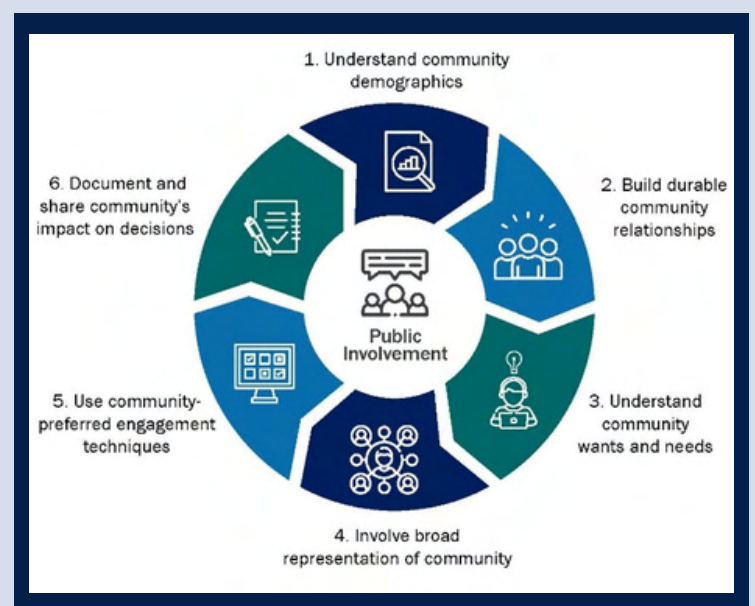 1. Understand community
demographics
2. Build durable
community
relationships
3. Understand
community
wants and needs
4. Involve broad
representation of community
5. Use community-
preferred engagement
techniques
6. Document and
share community's
impact on decisions
Public
Involvement